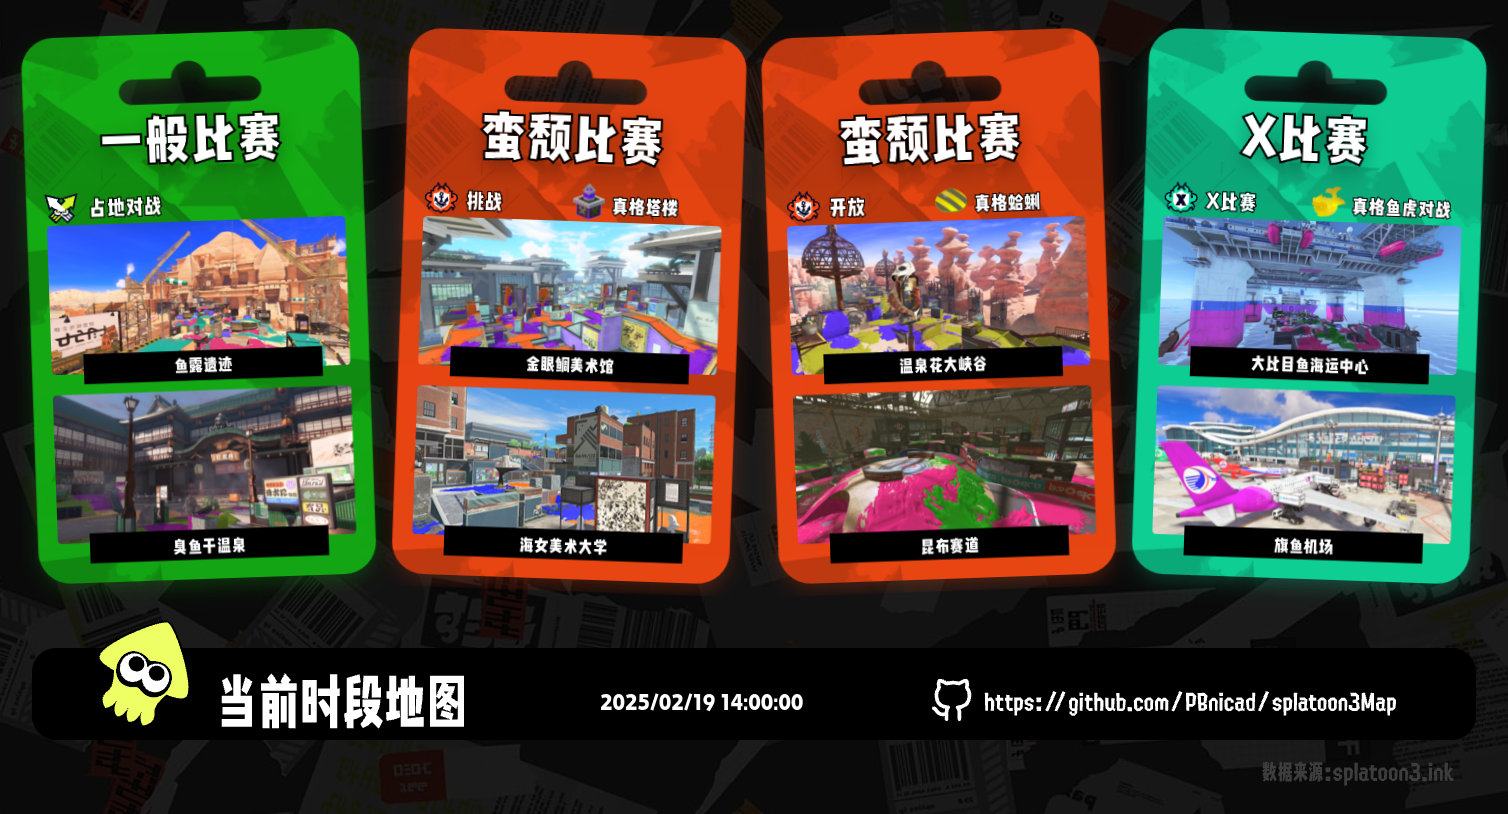 一般比赛
占地对战
鱼露遗迹
臭鱼干温泉
蛮颓比赛
挑战
真格塔楼
金眼鲷美术馆
海女美术大学
蛮颓比赛
开放
真格蛤蜊
温泉花大峡谷
昆布赛道
X比赛
X比赛
真格鱼虎对战
大比目鱼海运中心
旗鱼机场
当前时段地图
2025/02/19 14:00:00
https://github.com/PBnicad/splatoon3Map
数据来源:splatoon3.ink